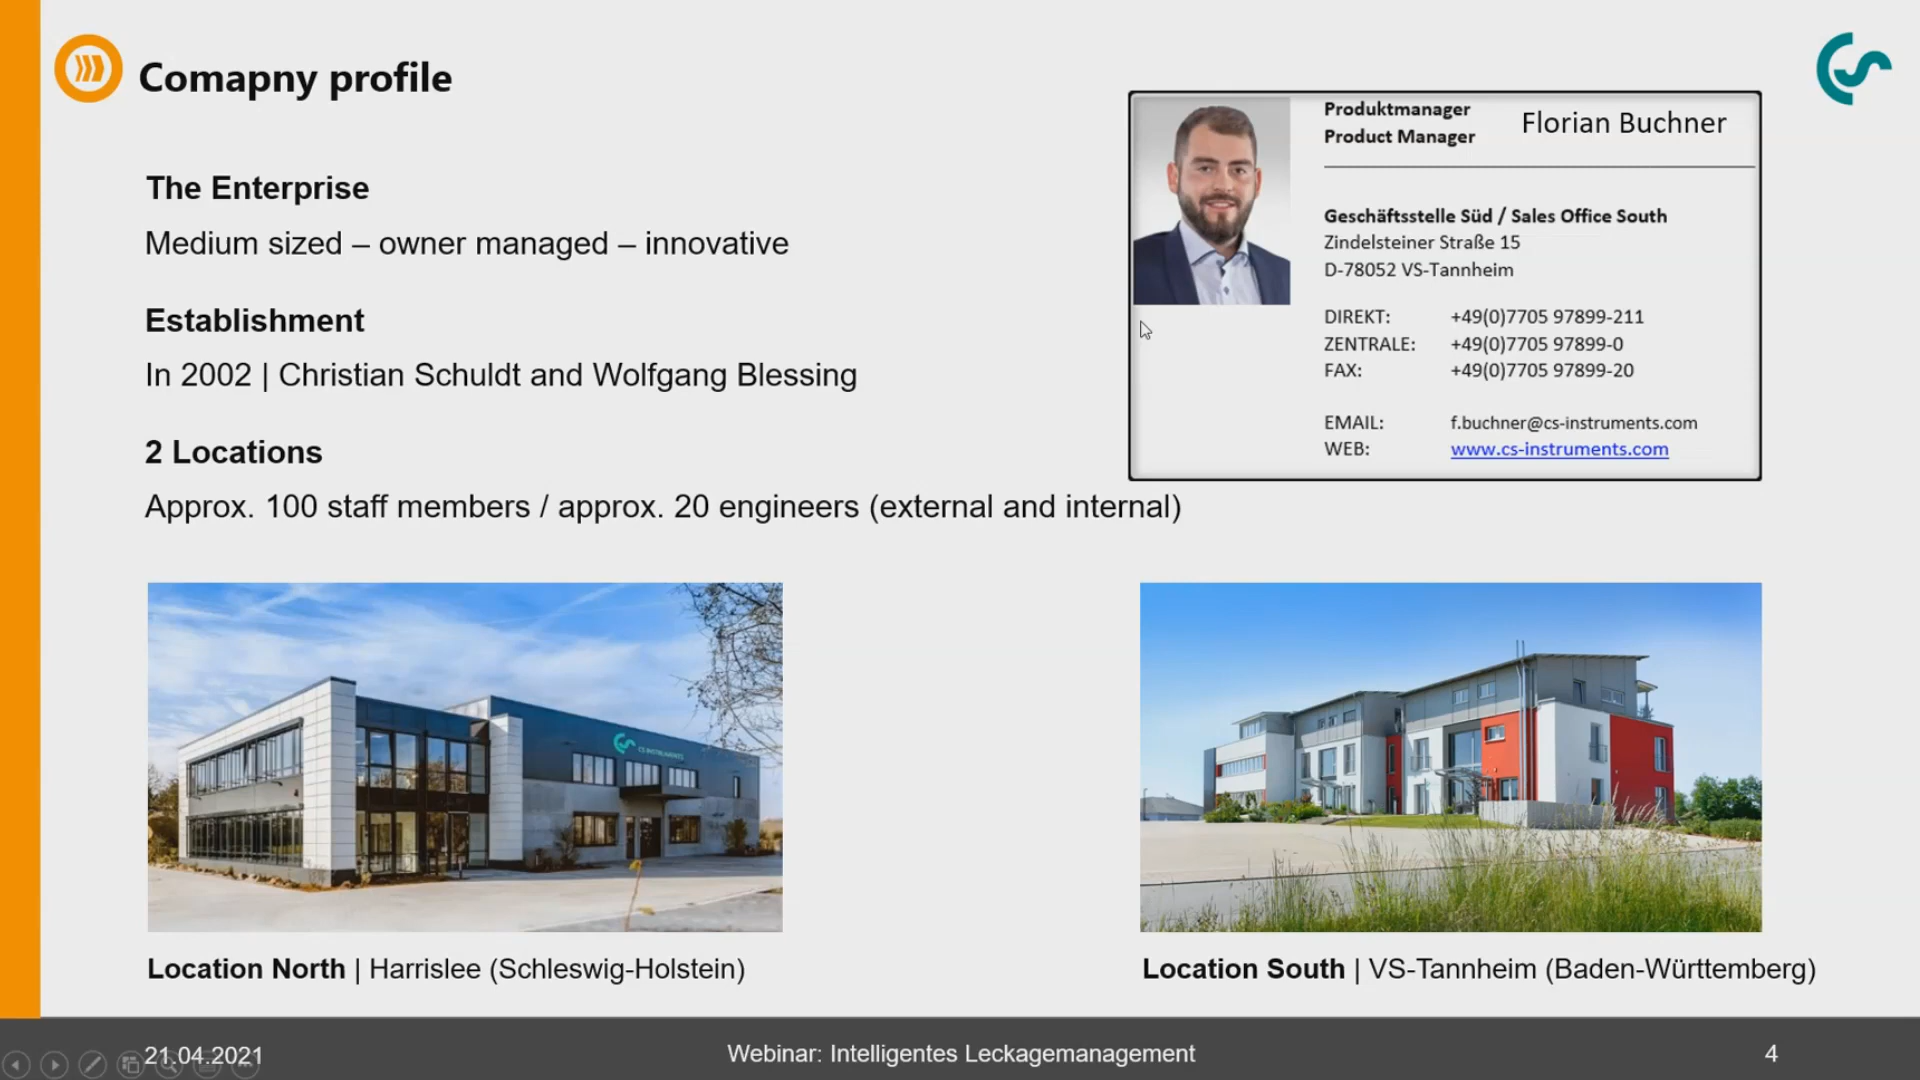 Comapny profile
The Enterprise
Medium sized – owner managed – innovative
Establishment
In 2002 | Christian Schuldt and Wolfgang Blessing
2 Locations
Approx. 100 staff members / approx. 20 engineers (external and internal)
Produktmanager
Product Manager
Florian Buchner
Geschäftsstelle Süd / Sales Office South
Zindelsteiner Straße 15
D-78052 VS-Tannheim
DIREKT: +49(0)7705 97899-211
ZENTRALE: +49(0)7705 97899-0
FAX: +49(0)7705 97899-20
EMAIL: f.buchner@cs-instruments.com
WEB: www.cs-instruments.com
CS INSTRUMENTS
Location North | Harrislee (Schleswig-Holstein)
Location South | VS-Tannheim (Baden-Württemberg)
21.04.2021
Webinar: Intelligentes Leckagemanagement
4